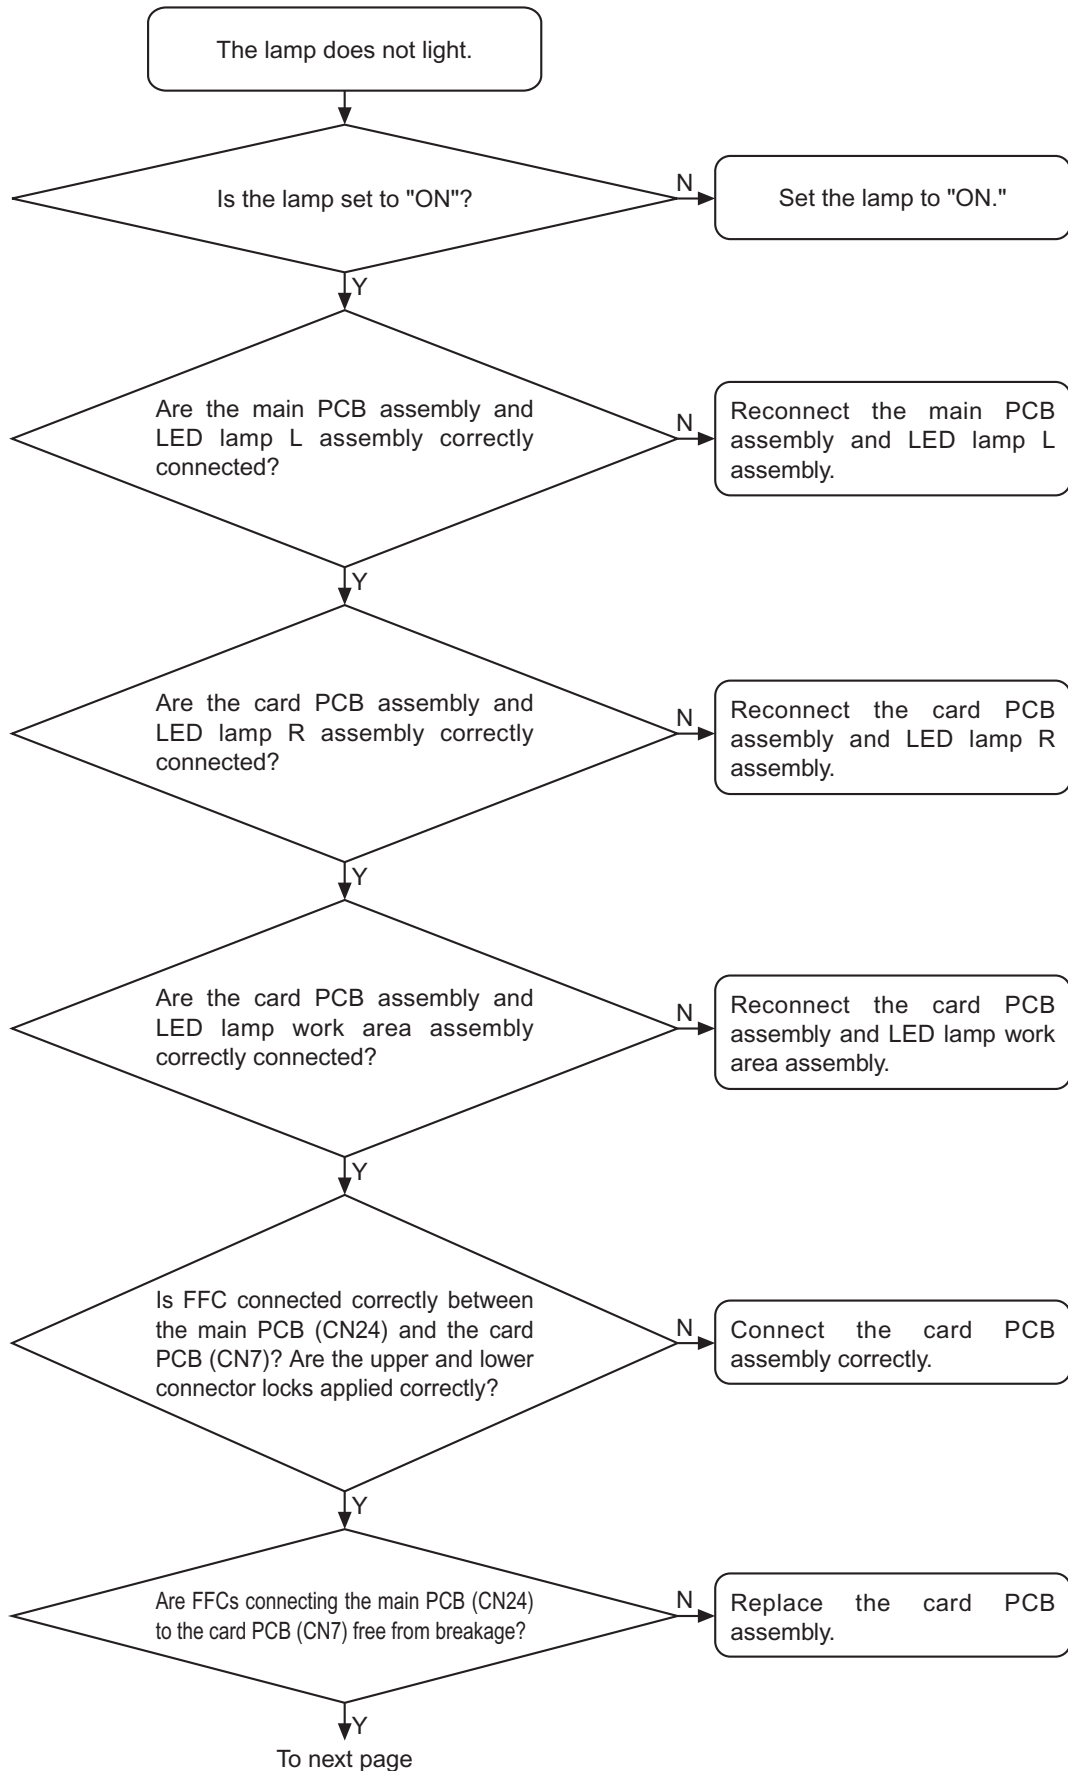 The lamp does not light.
Is the lamp set to "ON"?
N
Set the lamp to "ON."
Y
Are the main PCB assembly and
LED lamp L assembly correctly
connected?
N
Reconnect the main PCB
assembly and LED lamp L
assembly.
Y
Are the card PCB assembly and
LED lamp R assembly correctly
connected?
N
Reconnect the card PCB
assembly and LED lamp R
assembly.
Y
Are the card PCB assembly and
LED lamp work area assembly
correctly connected?
N
Reconnect the card PCB
assembly and LED lamp work
area assembly.
Y
Is FFC connected correctly between
the main PCB (CN24) and the card
PCB (CN7)? Are the upper and lower
connector locks applied correctly?
N
Connect the card PCB
assembly correctly.
Y
Are FFCs connecting the main PCB (CN24)
to the card PCB (CN7) free from breakage?
N
Replace the card PCB
assembly.
Y
To next page